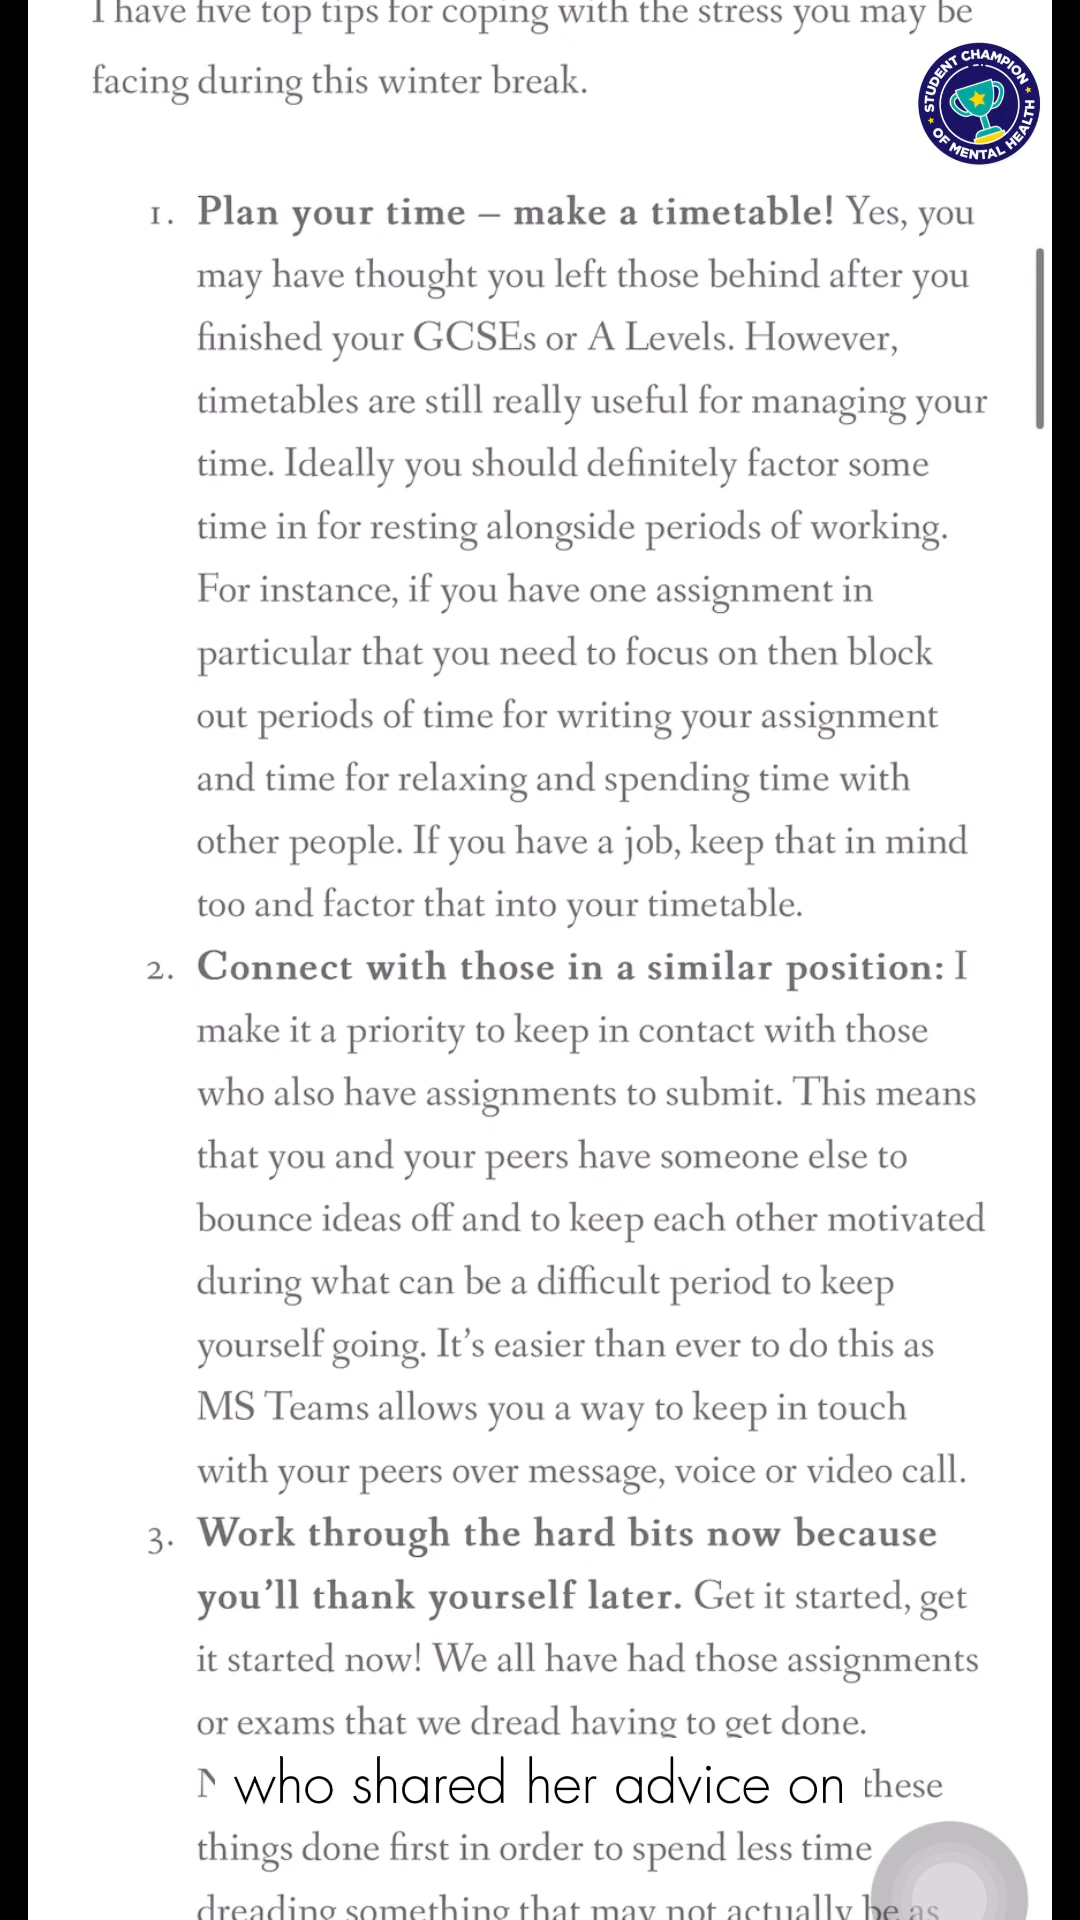 I have five top tips for coping with the stress you may be
facing during this winter break.
STUDENT CHAMPION
OF MENTAL HEALTH
1. Plan your time – make a timetable! Yes, you
may have thought you left those behind after you
finished your GCSEs or A Levels. However,
timetables are still really useful for managing your
time. Ideally you should definitely factor some
time in for resting alongside periods of working.
For instance, if you have one assignment in
particular that you need to focus on then block
out periods of time for writing your assignment
and time for relaxing and spending time with
other people. If you have a job, keep that in mind
too and factor that into your timetable.
2. Connect with those in a similar position: I
make it a priority to keep in contact with those
who also have assignments to submit. This means
that you and your peers have someone else to
bounce ideas off and to keep each other motivated
during what can be a difficult period to keep
yourself going. It’s easier than ever to do this as
MS Teams allows you a way to keep in touch
with your peers over message, voice or video call.
3. Work through the hard bits now because
you’ll thank yourself later. Get it started, get
it started now! We all have had those assignments
or exams that we dread having to get done.
who shared her advice on
these
things done first in order to spend less time
dreading something that may not actually be as